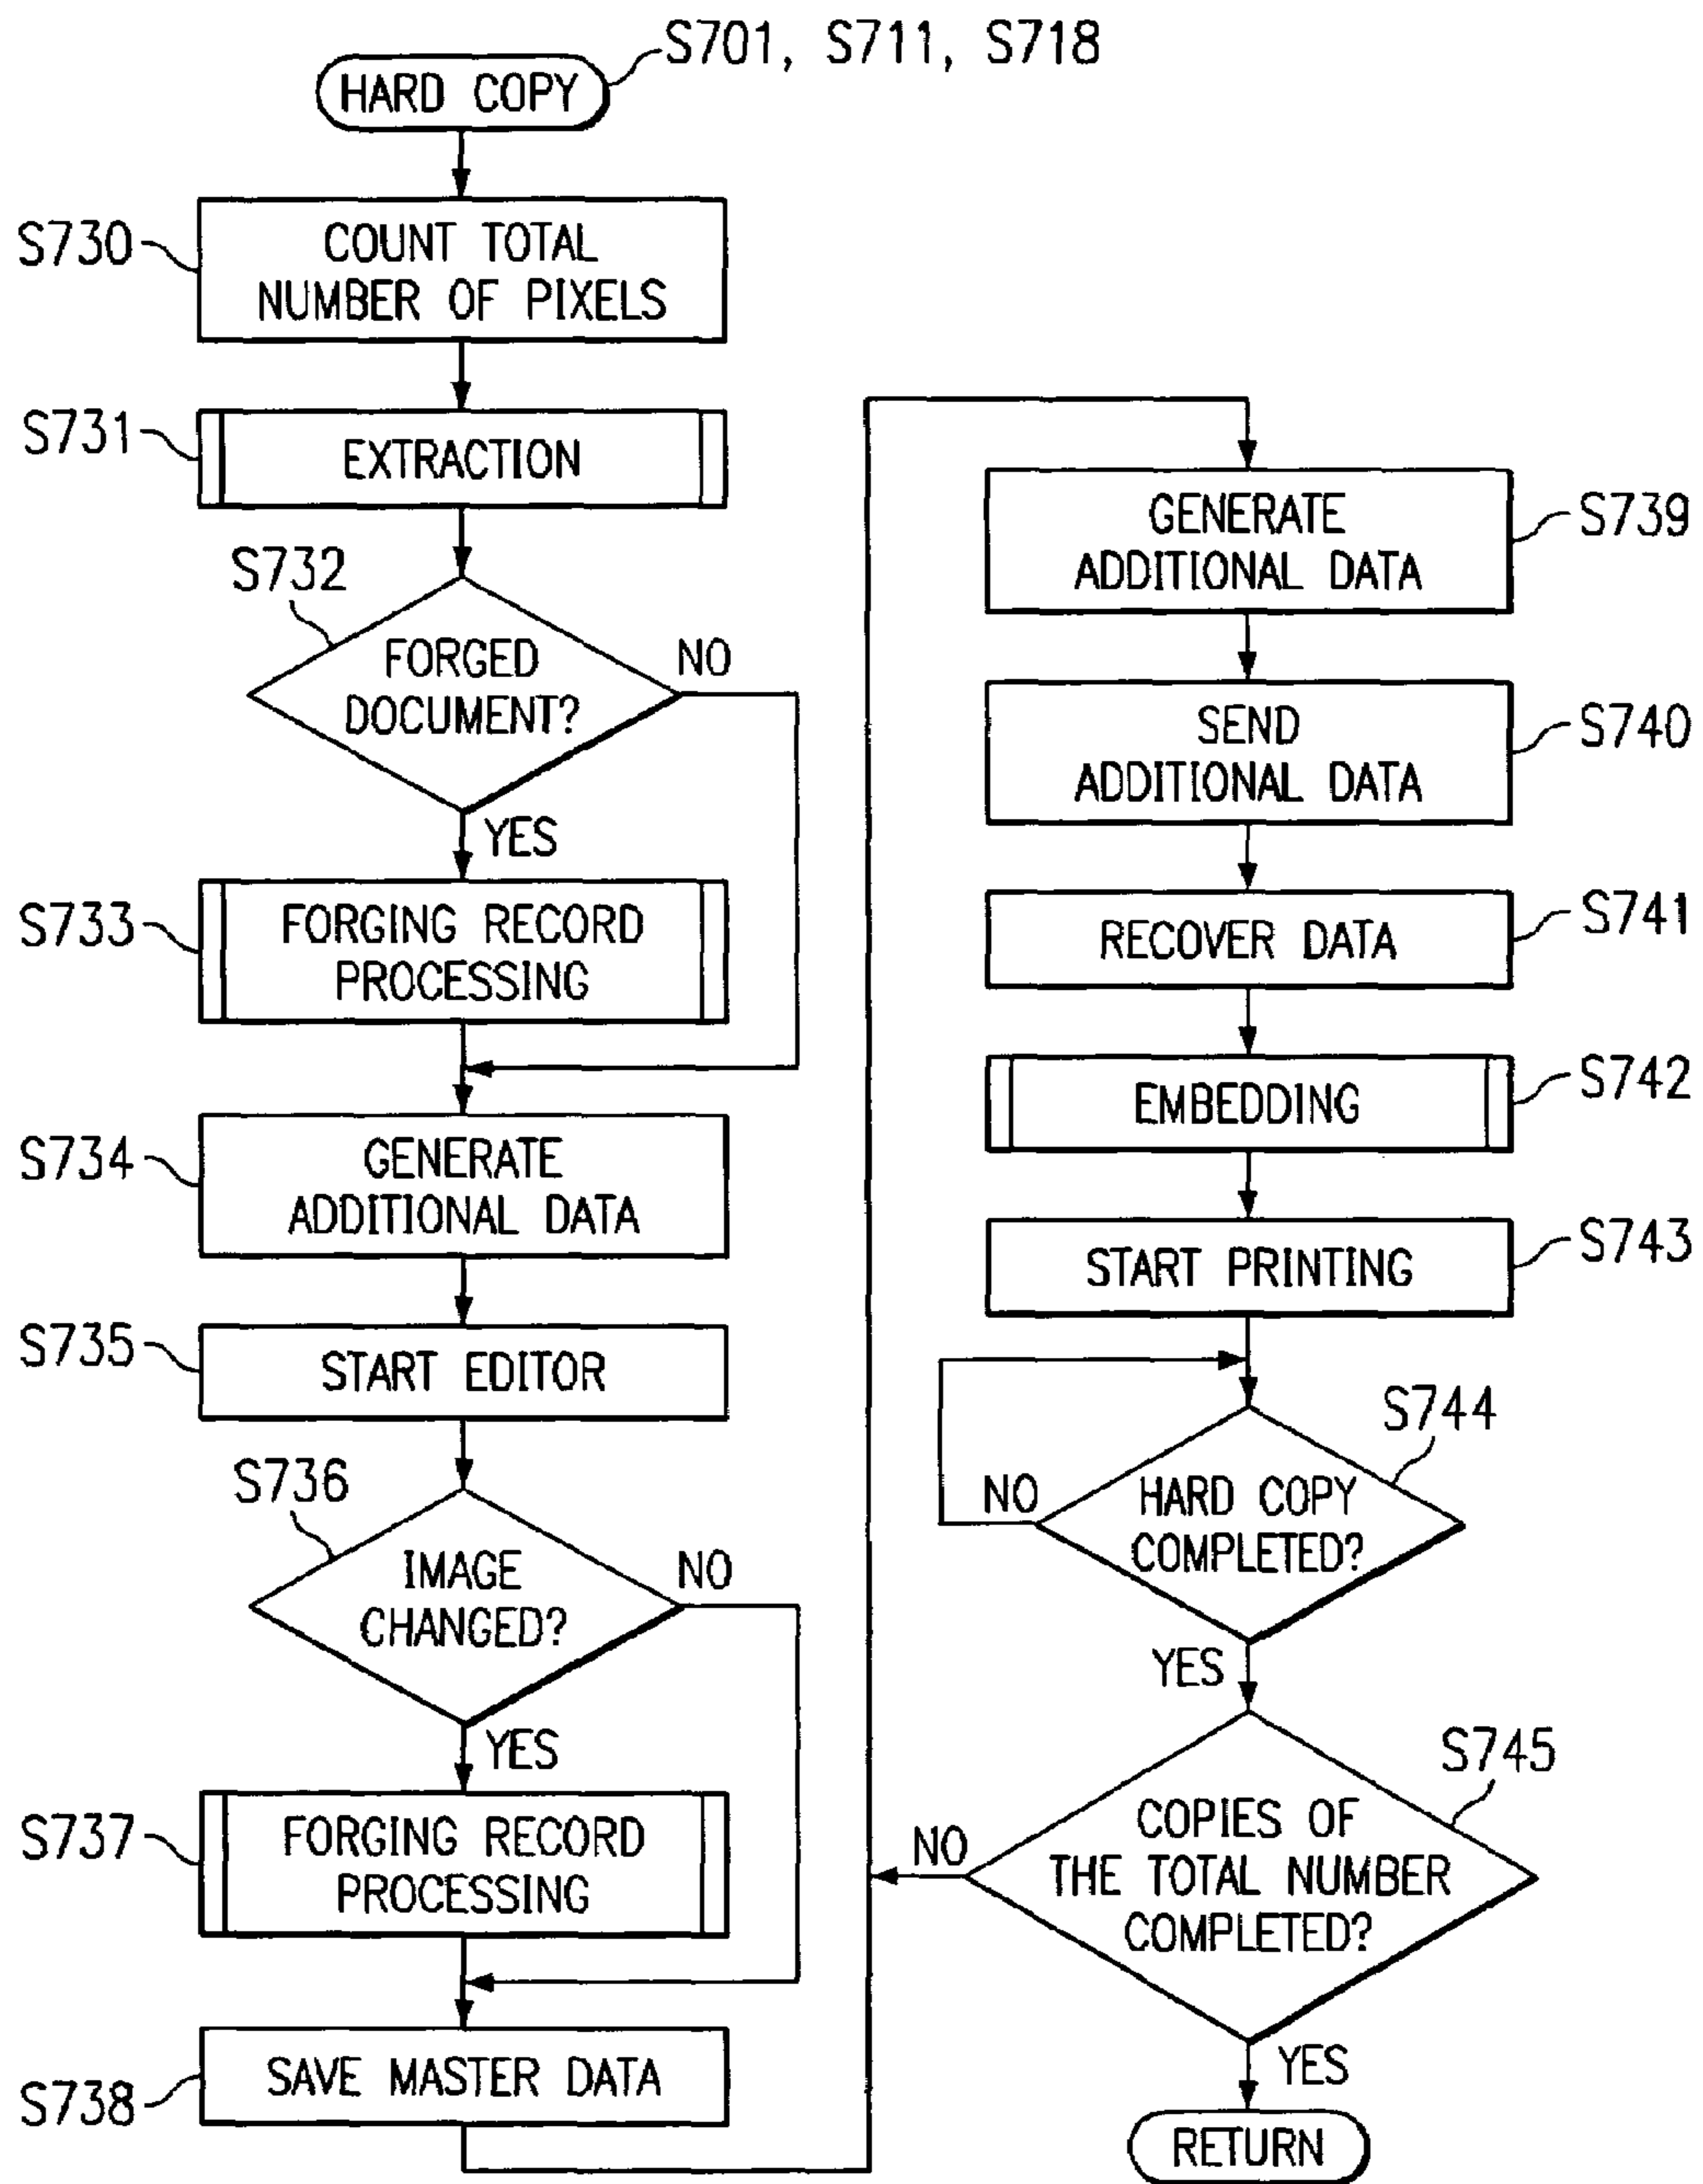 S701, S711, S718
HARD COPY
S730
COUNT TOTAL
NUMBER OF PIXELS
S731
EXTRACTION
S732
FORGED
DOCUMENT?
NO
YES
S733
FORGING RECORD
PROCESSING
S734
GENERATE
ADDITIONAL DATA
S735
START EDITOR
S736
IMAGE
CHANGED?
NO
YES
S737
FORGING RECORD
PROCESSING
S738
SAVE MASTER DATA
GENERATE
ADDITIONAL DATA
S739
SEND
ADDITIONAL DATA
S740
RECOVER DATA
S741
EMBEDDING
S742
START PRINTING
S743
S744
HARD COPY
COMPLETED?
NO
YES
S745
COPIES OF
THE TOTAL NUMBER
COMPLETED?
NO
YES
RETURN